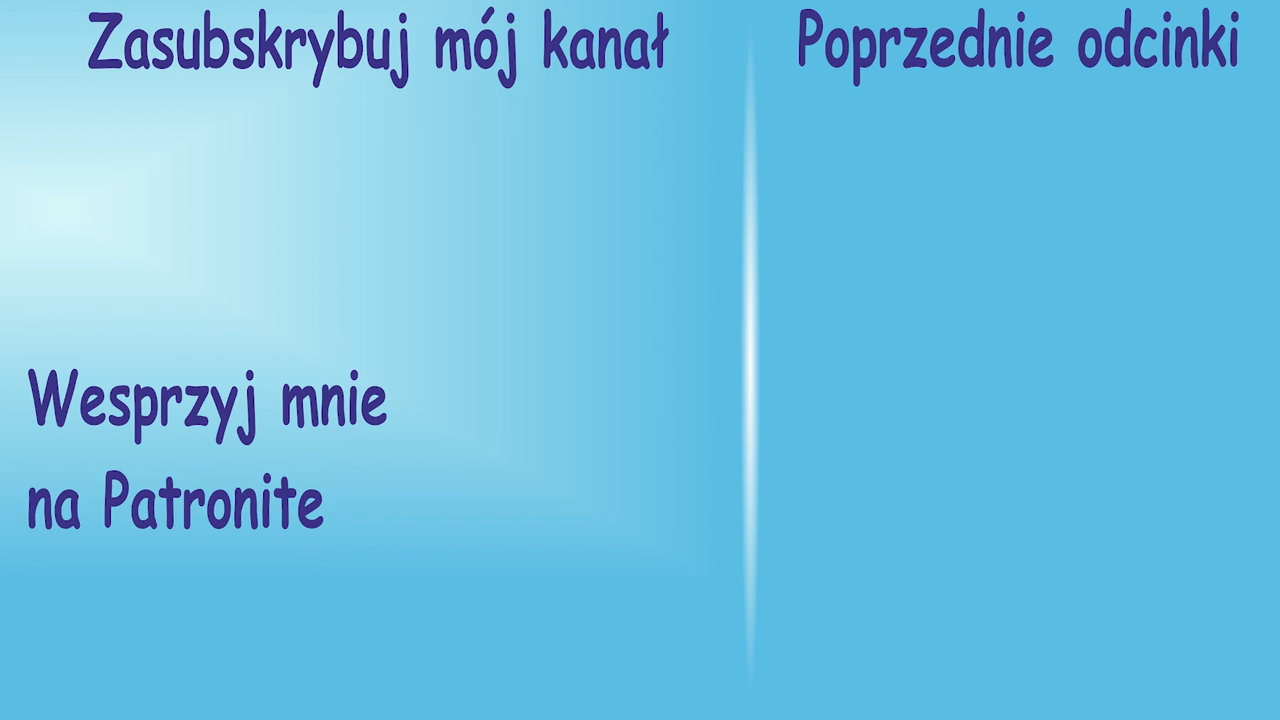 Zasubskrybuj mój kanał
Poprzednie odcinki
Wesprzyj mnie
na Patronite